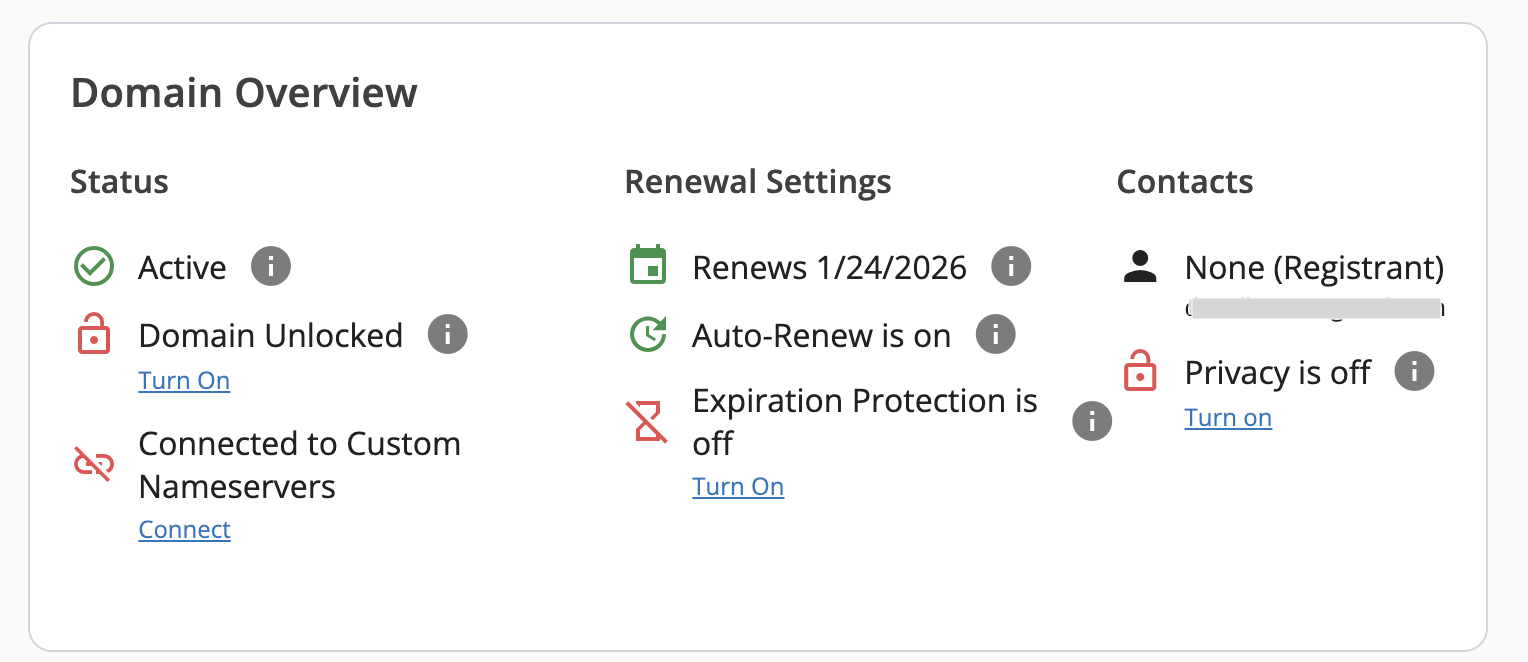 Domain Overview
Status
Active
Domain Unlocked
Turn On
Connected to Custom
Nameservers
Connect
Renewal Settings
Renews 1/24/2026
Auto-Renew is on
Expiration Protection is
off
Turn On
Contacts
None (Registrant)
Privacy is off
Turn on